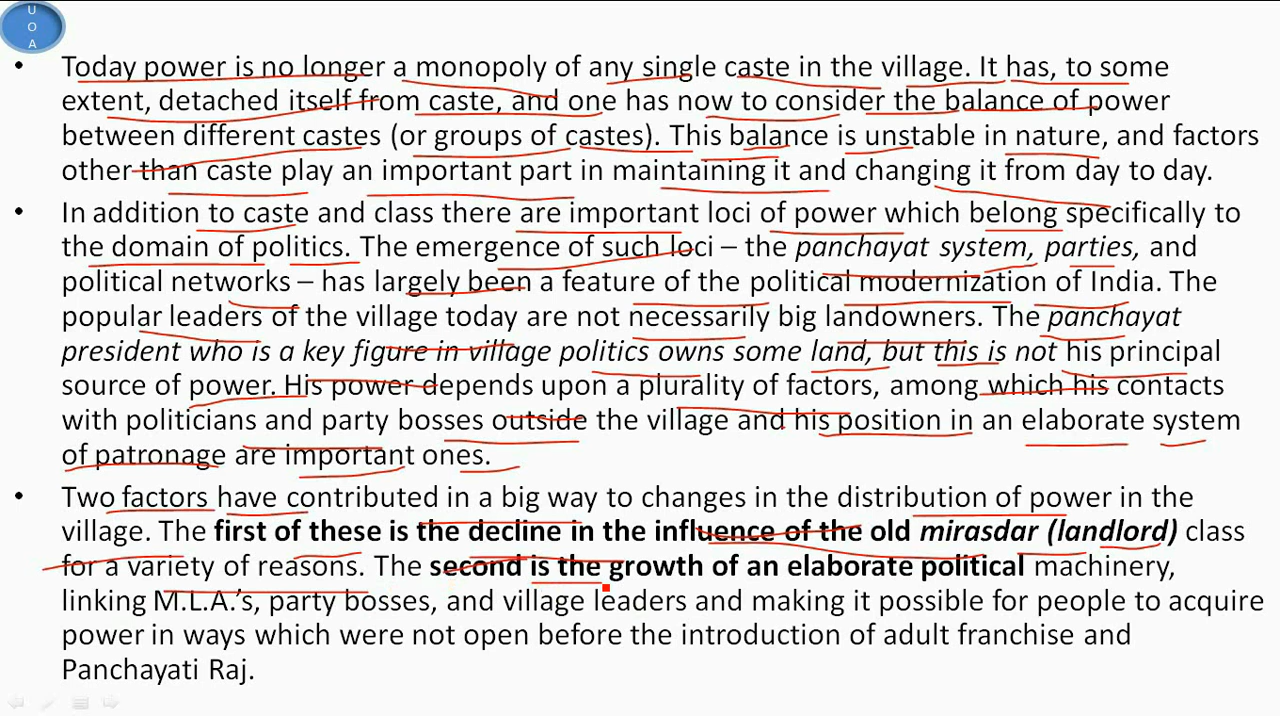 U
O
A
• Today power is no longer a monopoly of any single caste in the village. It has, to some
extent, detached itself from caste, and one has now to consider the balance of power
between different castes (or groups of castes). This balance is unstable in nature, and factors
other than caste play an important part in maintaining it and changing it from day to day.
• In addition to caste and class there are important loci of power which belong specifically to
the domain of politics. The emergence of such loci – the panchayat system, parties, and
political networks – has largely been a feature of the political modernization of India. The
popular leaders of the village today are not necessarily big landowners. The panchayat
president who is a key figure in village politics owns some land, but this is not his principal
source of power. His power depends upon a plurality of factors, among which his contacts
with politicians and party bosses outside the village and his position in an elaborate system
of patronage are important ones.
• Two factors have contributed in a big way to changes in the distribution of power in the
village. The first of these is the decline in the influence of the old mirasdar (landlord) class
for a variety of reasons. The second is the growth of an elaborate political machinery,
linking M.L.A.'s, party bosses, and village leaders and making it possible for people to acquire
power in ways which were not open before the introduction of adult franchise and
Panchayati Raj.